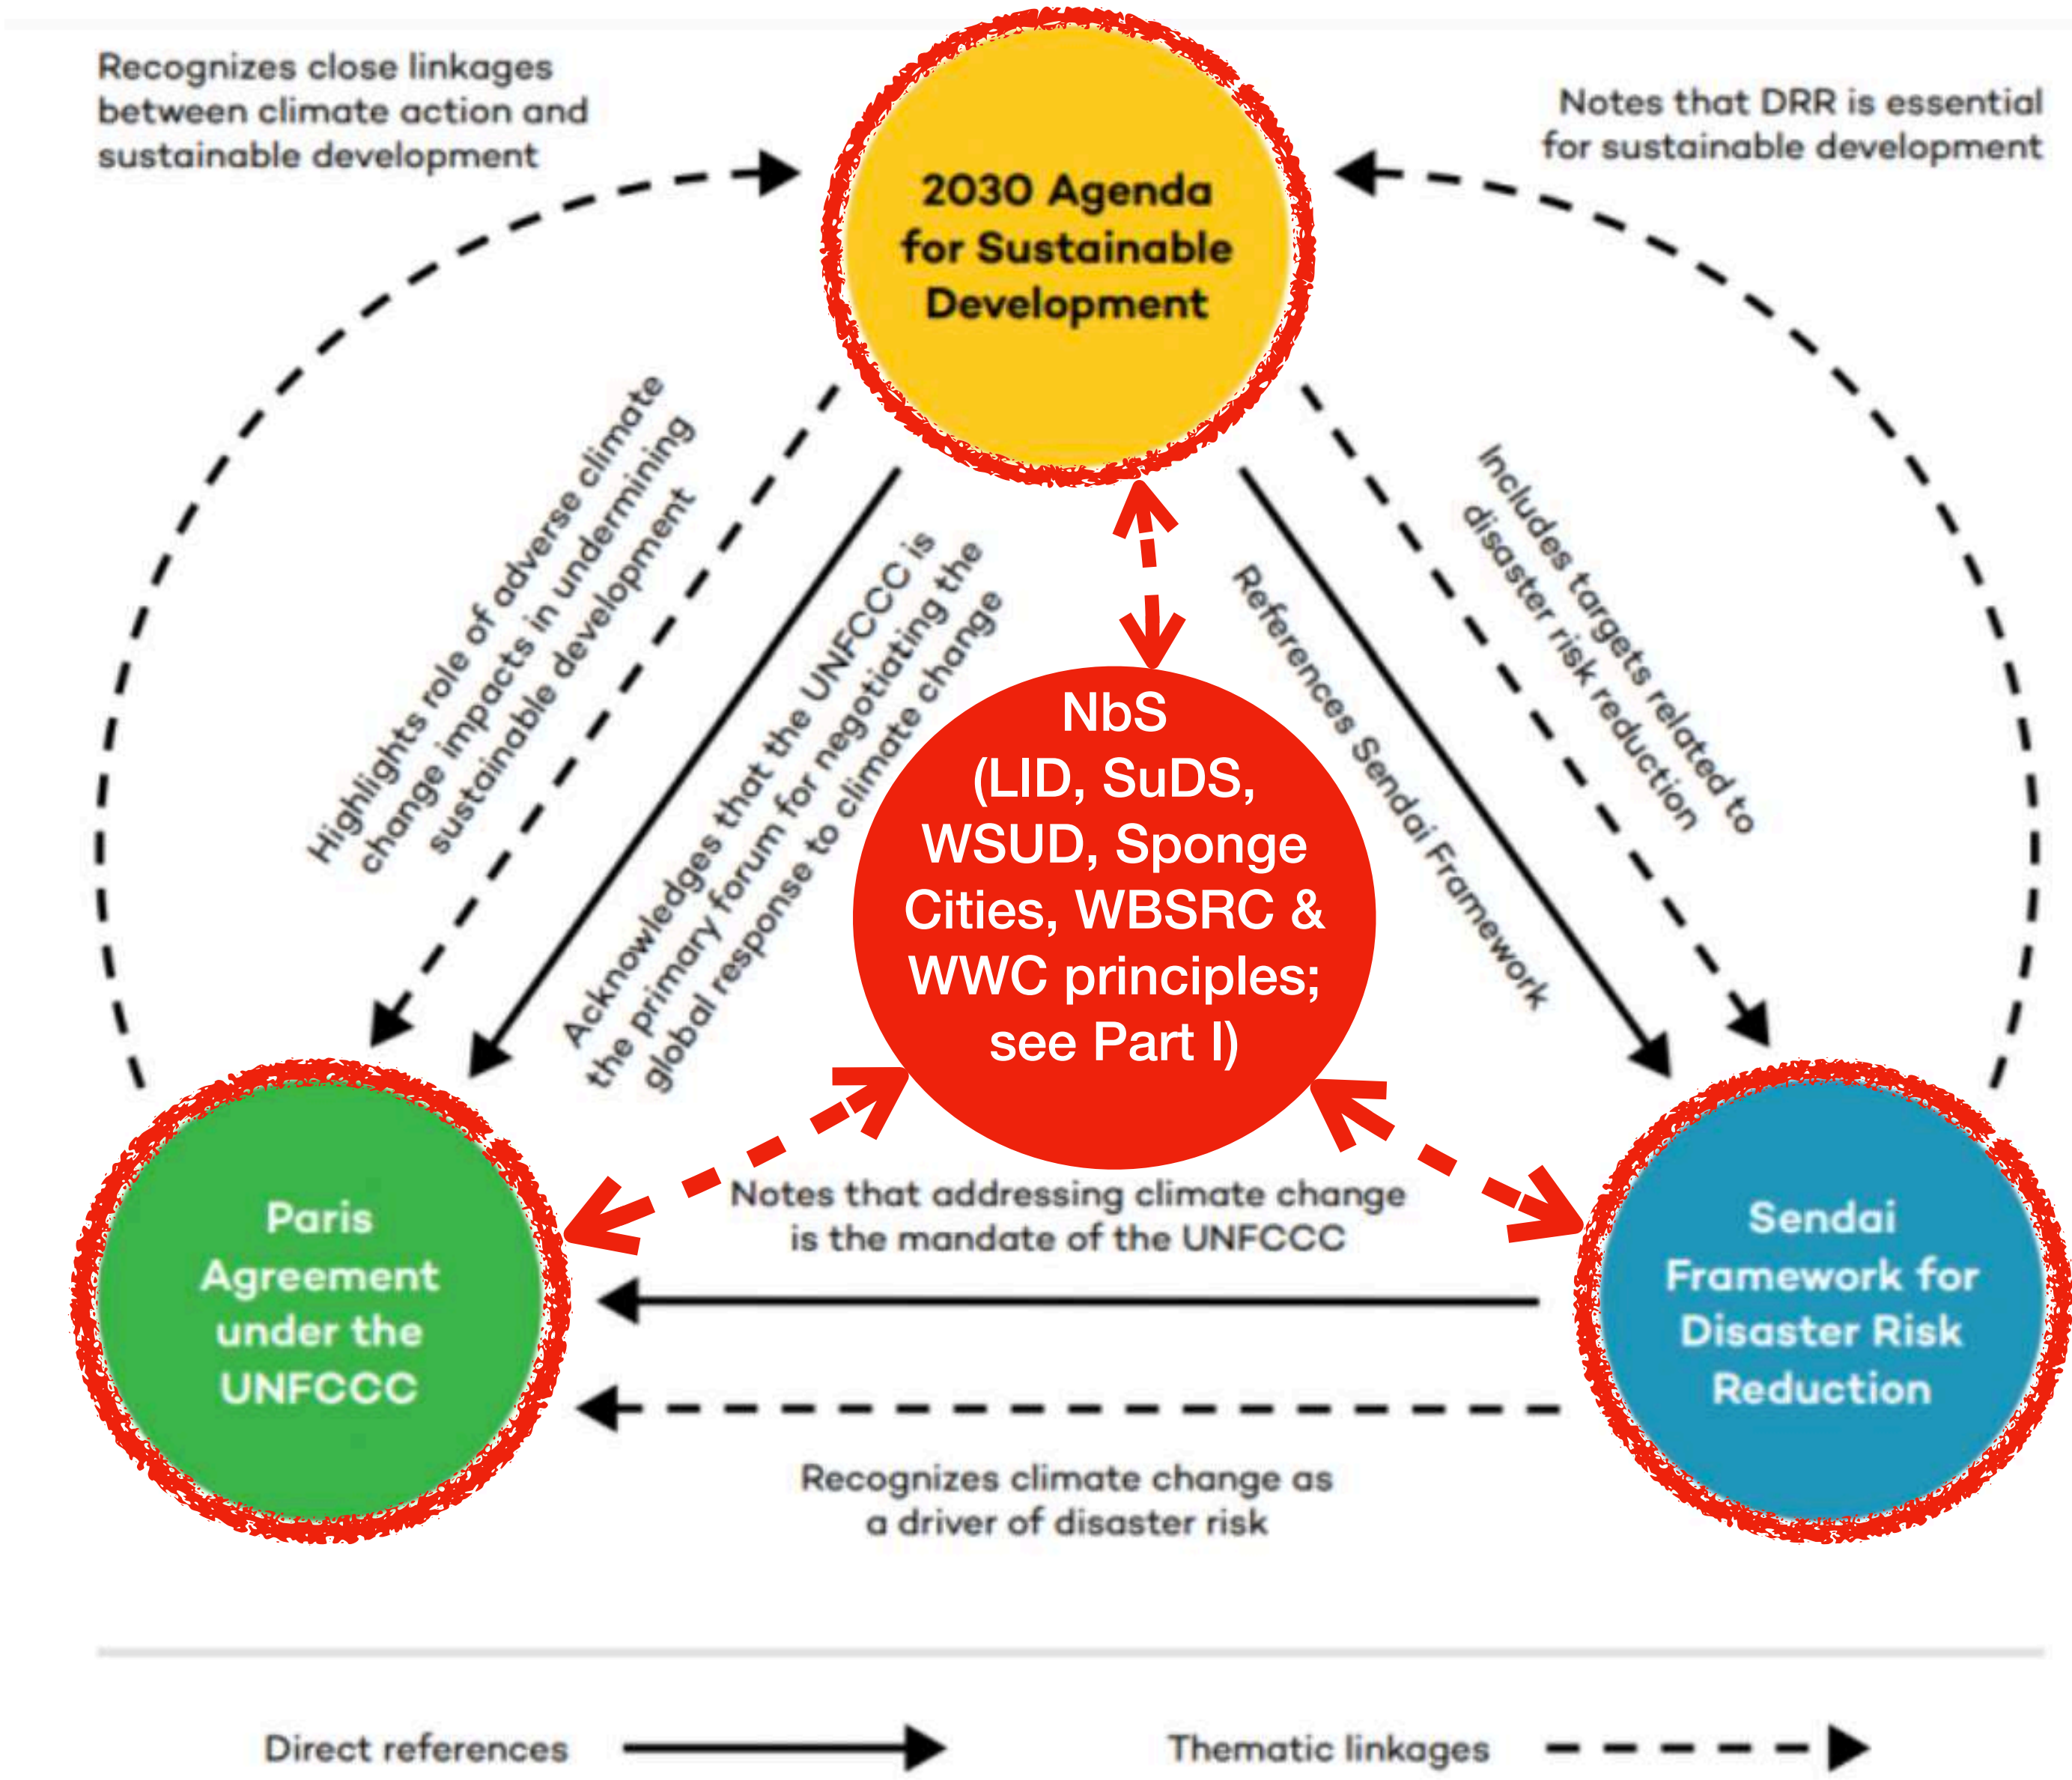 Recognizes close linkages
between climate action and
sustainable development
Notes that DRR is essential
for sustainable development
2030 Agenda
for Sustainable
Development
Highlights role of adverse climate
change impacts in undermining
sustainable development
Acknowledges that the UNFCCC is
the primary forum for negotiating the
global response to climate change
References Sendai Framework
Includes targets related to
disaster risk reduction
NbS
(LID, SuDS,
WSUD, Sponge
Cities, WBSRC &
WWC principles;
see Part I)
Paris
Agreement
under the
UNFCCC
Notes that addressing climate change
is the mandate of the UNFCCC
Sendai
Framework for
Disaster Risk
Reduction
Recognizes climate change as
a driver of disaster risk
Direct references
Thematic linkages